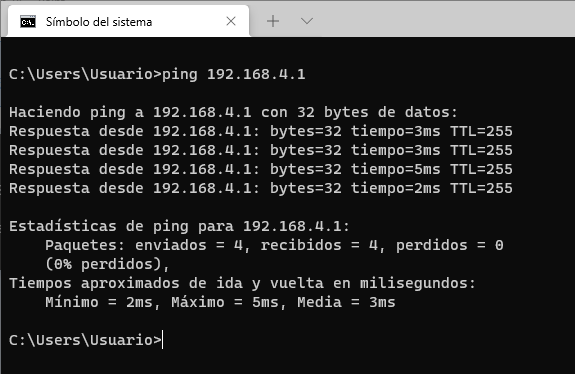 Símbolo del sistema
C:\Users\Usuario>ping 192.168.4.1
Haciendo ping a 192.168.4.1 con 32 bytes de datos:
Respuesta desde 192.168.4.1: bytes=32 tiempo=3ms TTL=255
Respuesta desde 192.168.4.1: bytes=32 tiempo=3ms TTL=255
Respuesta desde 192.168.4.1: bytes=32 tiempo=5ms TTL=255
Respuesta desde 192.168.4.1: bytes=32 tiempo=2ms TTL=255
Estadísticas de ping para 192.168.4.1:
Paquetes: enviados = 4, recibidos = 4, perdidos = 0
(0% perdidos),
Tiempos aproximados de ida y vuelta en milisegundos:
Mínimo = 2ms, Máximo = 5ms, Media = 3ms
C:\Users\Usuario>